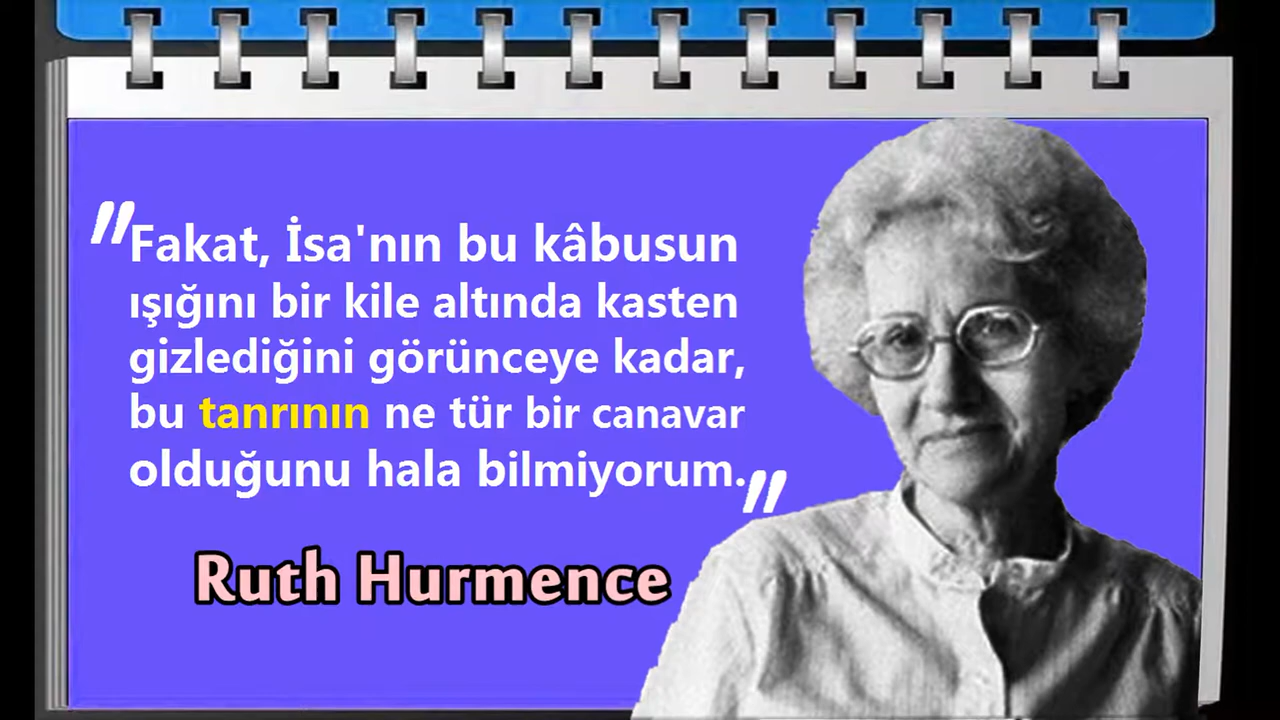 "Fakat, İsa'nın bu kâbusun
ışığını bir kile altında kasten
gizlediğini görünceye kadar,
bu tanrının ne tür bir canavar
olduğunu hala bilmiyorum."
Ruth Hurmence